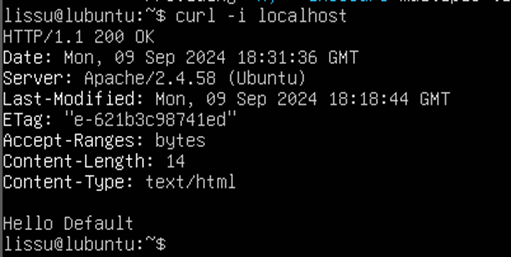 lissu@lubuntu:~$ curl -i localhost
HTTP/1.1 200 OK
Date: Mon, 09 Sep 2024 18:31:36 GMT
Server: Apache/2.4.58 (Ubuntu)
Last-Modified: Mon, 09 Sep 2024 18:18:44 GMT
ETag: "e-621b3c98741ed"
Accept-Ranges: bytes
Content-Length: 14
Content-Type: text/html

Hello Default
lissu@lubuntu:~$